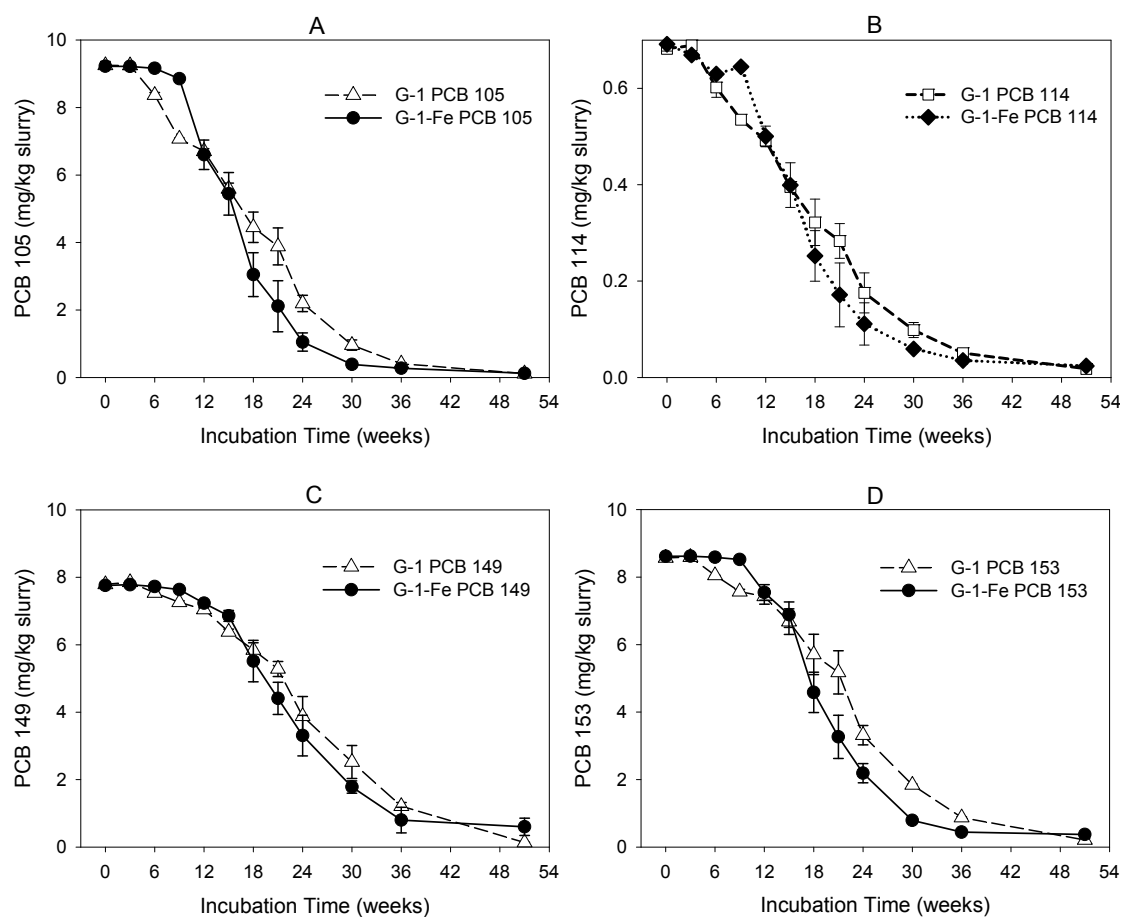 A
10
8
6
4
2
0
PCB 105 (mg/kg slurry)
G-1 PCB 105
G-1-Fe PCB 105
0 6 12 18 24 30 36 42 48 54
Incubation Time (weeks)
B
0.6
0.4
0.2
0.0
PCB 114 (mg/kg slurry)
G-1 PCB 114
G-1-Fe PCB 114
0 6 12 18 24 30 36 42 48 54
Incubation Time (weeks)
C
10
8
6
4
2
0
PCB 149 (mg/kg slurry)
G-1 PCB 149
G-1-Fe PCB 149
0 6 12 18 24 30 36 42 48 54
Incubation Time (weeks)
D
10
8
6
4
2
0
PCB 153 (mg/kg slurry)
G-1 PCB 153
G-1-Fe PCB 153
0 6 12 18 24 30 36 42 48 54
Incubation Time (weeks)